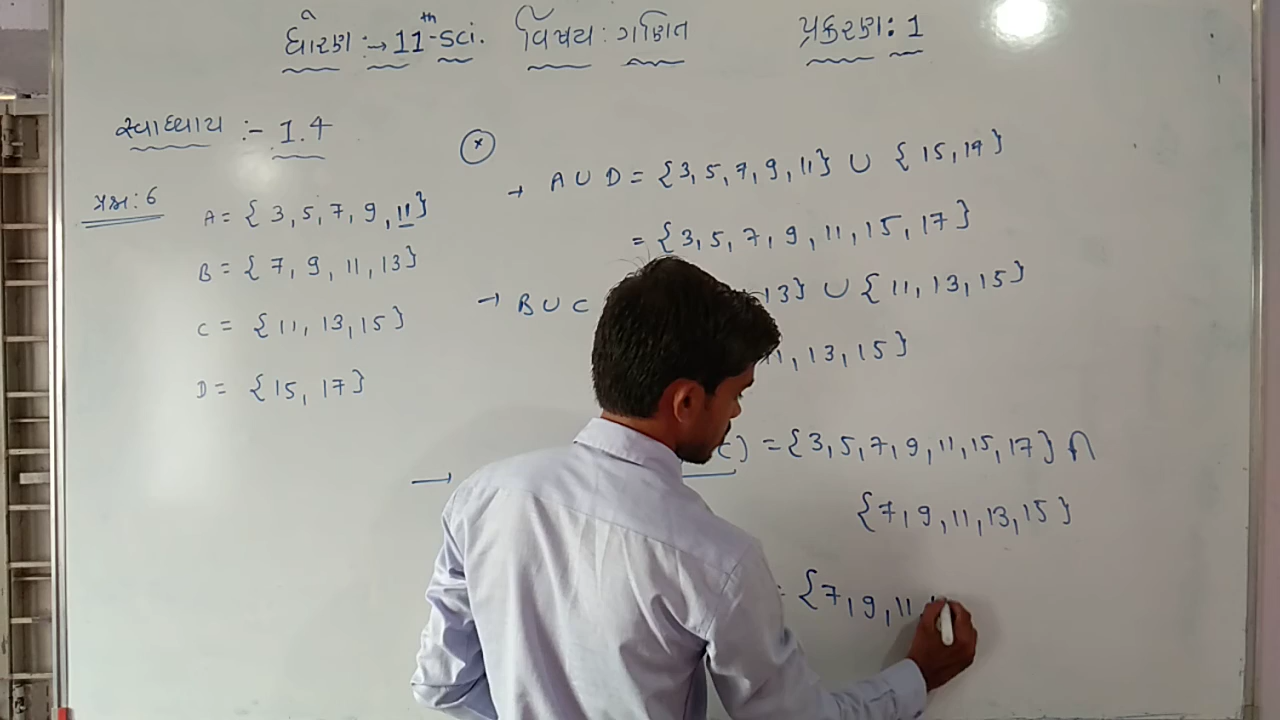 ધોરણ :→ 11th-Sci. વિષય : ગણિત પ્રકરણ : 1
સ્વાધ્યાય :- 1.4
પ્રશ્ન : 6
A = { 3, 5, 7, 9, 11}
B = { 7, 9, 11, 13}
C = {11, 13, 15}
D = {15, 17}
→ A ∪ D = {3, 5, 7, 9, 11} ∪ {15, 17}
= {3, 5, 7, 9, 11, 15, 17}
→ B ∪ C 13} ∪ {11, 13, 15}
, 13, 15}
→ C) = {3, 5, 7, 9, 11, 15, 17} ∩
{7, 9, 11, 13, 15}
= {7, 9, 11,